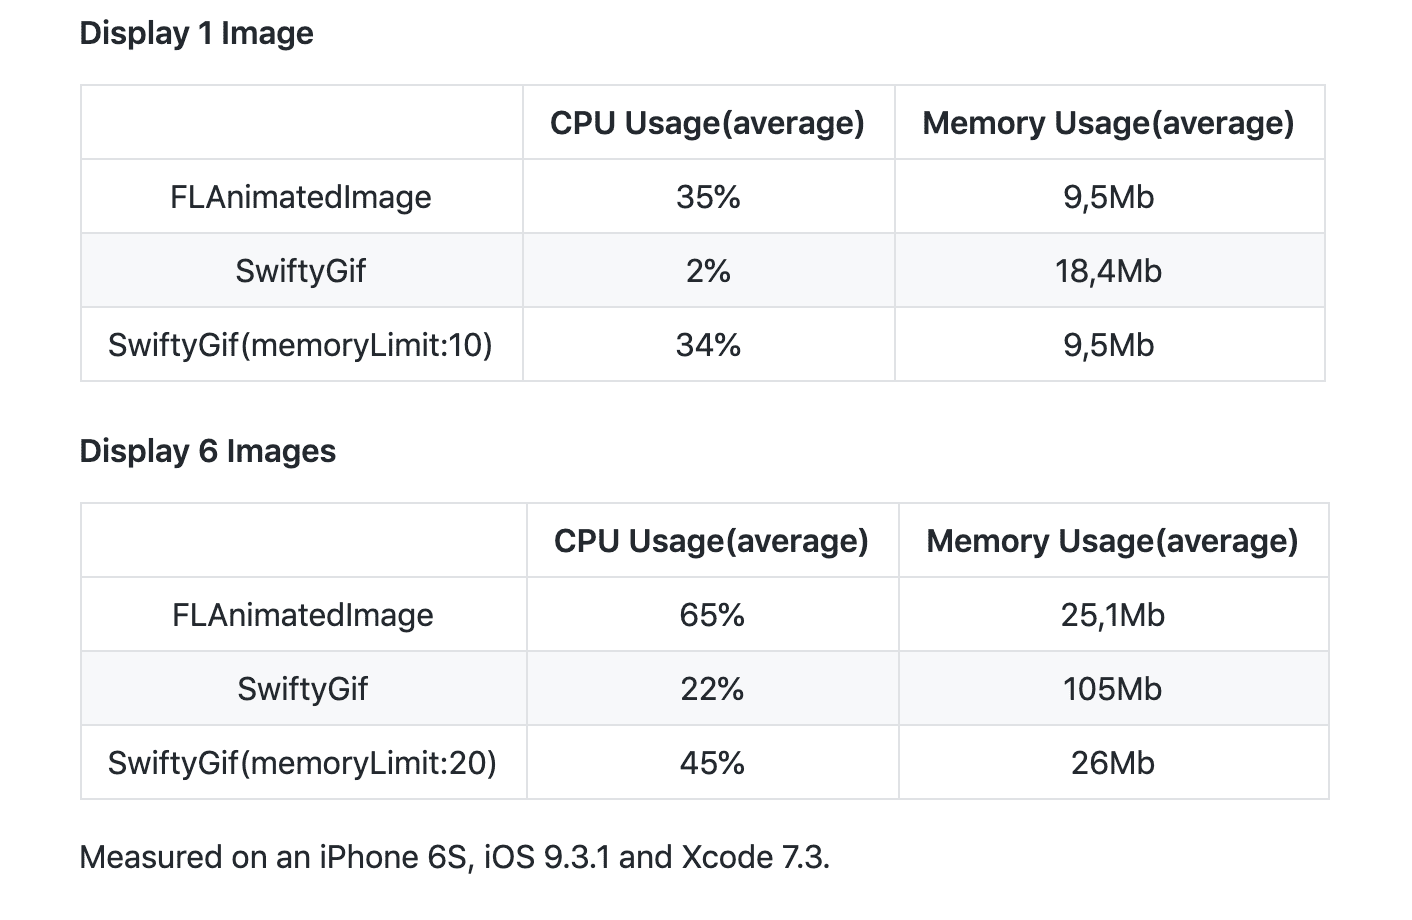 Display 1 Image
CPU Usage(average) Memory Usage(average)
FLAnimatedImage 35% 9,5Mb
SwiftyGif 2% 18,4Mb
SwiftyGif(memoryLimit:10) 34% 9,5Mb
Display 6 Images
CPU Usage(average) Memory Usage(average)
FLAnimatedImage 65% 25,1Mb
SwiftyGif 22% 105Mb
SwiftyGif(memoryLimit:20) 45% 26Mb
Measured on an iPhone 6S, iOS 9.3.1 and Xcode 7.3.